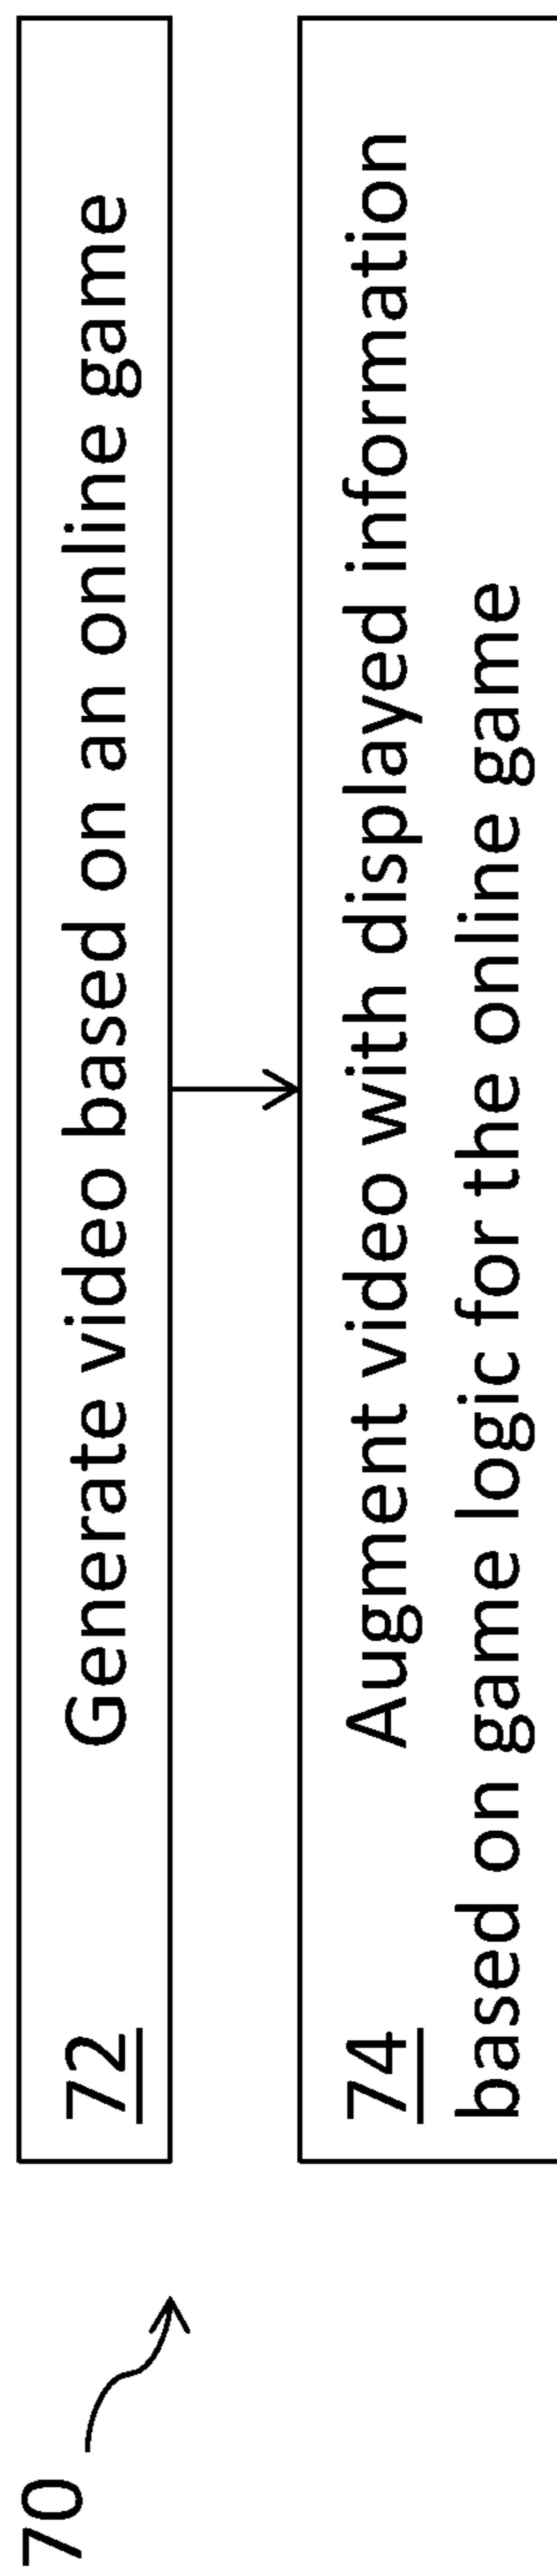 70
72 Generate video based on an online game
74 Augment video with displayed information
based on game logic for the online game